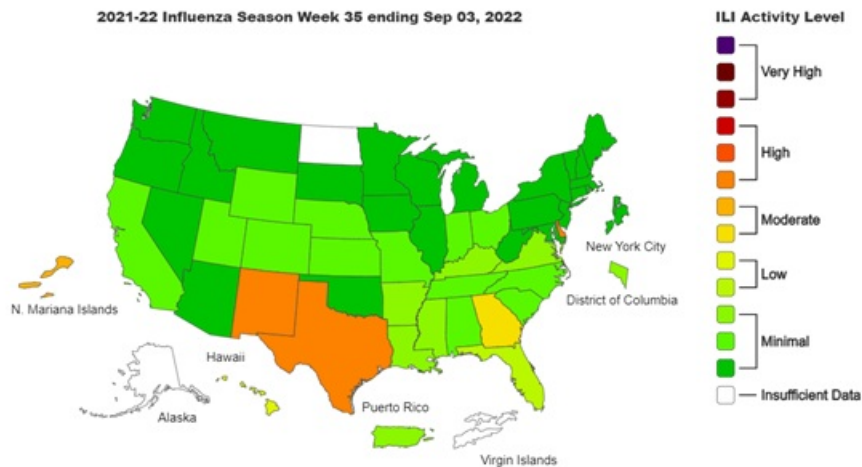 2021-22 Influenza Season Week 35 ending Sep 03, 2022
ILI Activity Level
Very High
High
Moderate
Low
Minimal
Insufficient Data
New York City
District of Columbia
N. Mariana Islands
Hawaii
Alaska
Puerto Rico
Virgin Islands